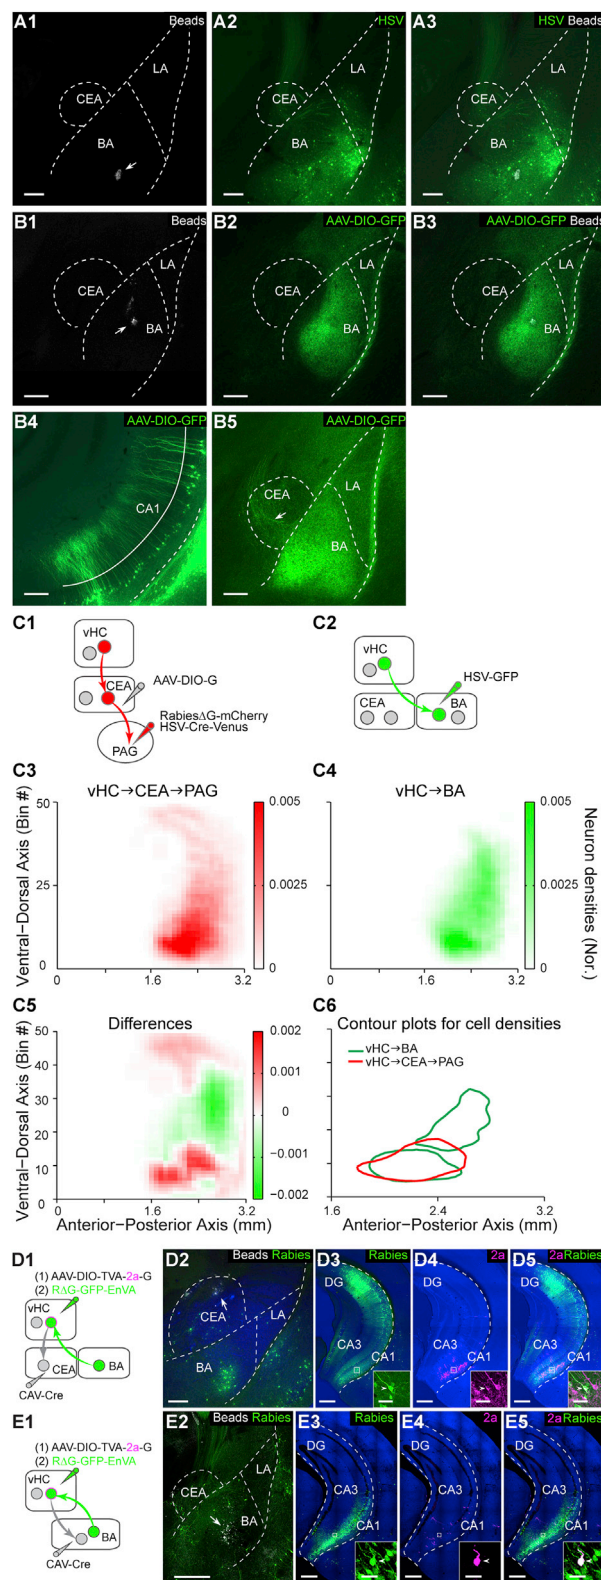 A1 Beads
CEA
LA
BA
A2 HSV
CEA
LA
BA
A3 HSV Beads
CEA
LA
BA
B1 Beads
CEA
LA
BA
B2 AAV-DIO-GFP
CEA
LA
BA
B3 AAV-DIO-GFP Beads
CEA
LA
BA
B4 AAV-DIO-GFP
CA1
B5 AAV-DIO-GFP
CEA
LA
BA
C1
vHC
CEA
AAV-DIO-G
RabiesΔG-mCherry
HSV-Cre-Venus
PAG
C2
vHC
HSV-GFP
CEA
BA
C3 vHC→CEA→PAG
Ventral−Dorsal Axis (Bin #)
50
25
0
1.6
3.2
0.005
0.0025
0
C4 vHC→BA
1.6
3.2
0.005
0.0025
0
Neuron densities (Nor.)
C5 Differences
Ventral−Dorsal Axis (Bin #)
50
40
30
20
10
0
0
1.6
3.2
Anterior−Posterior Axis (mm)
0.002
0.001
0
−0.001
−0.002
C6 Contour plots for cell densities
vHC→BA
vHC→CEA→PAG
1.6
2.4
3.2
Anterior−Posterior Axis (mm)
D1
(1) AAV-DIO-TVA-2a-G
(2) RΔG-GFP-EnVA
vHC
CEA
BA
CAV-Cre
D2 Beads Rabies
CEA
LA
BA
D3 Rabies
DG
CA3
CA1
D4 2a
DG
CA3
CA1
D5 2aRabies
DG
CA3
CA1
E1
(1) AAV-DIO-TVA-2a-G
(2) RΔG-GFP-EnVA
vHC
CEA
BA
CAV-Cre
E2 Beads Rabies
LA
CEA
BA
E3 Rabies
DG
CA3
CA1
E4 2a
DG
CA3
CA1
E5 2aRabies
DG
CA3
CA1